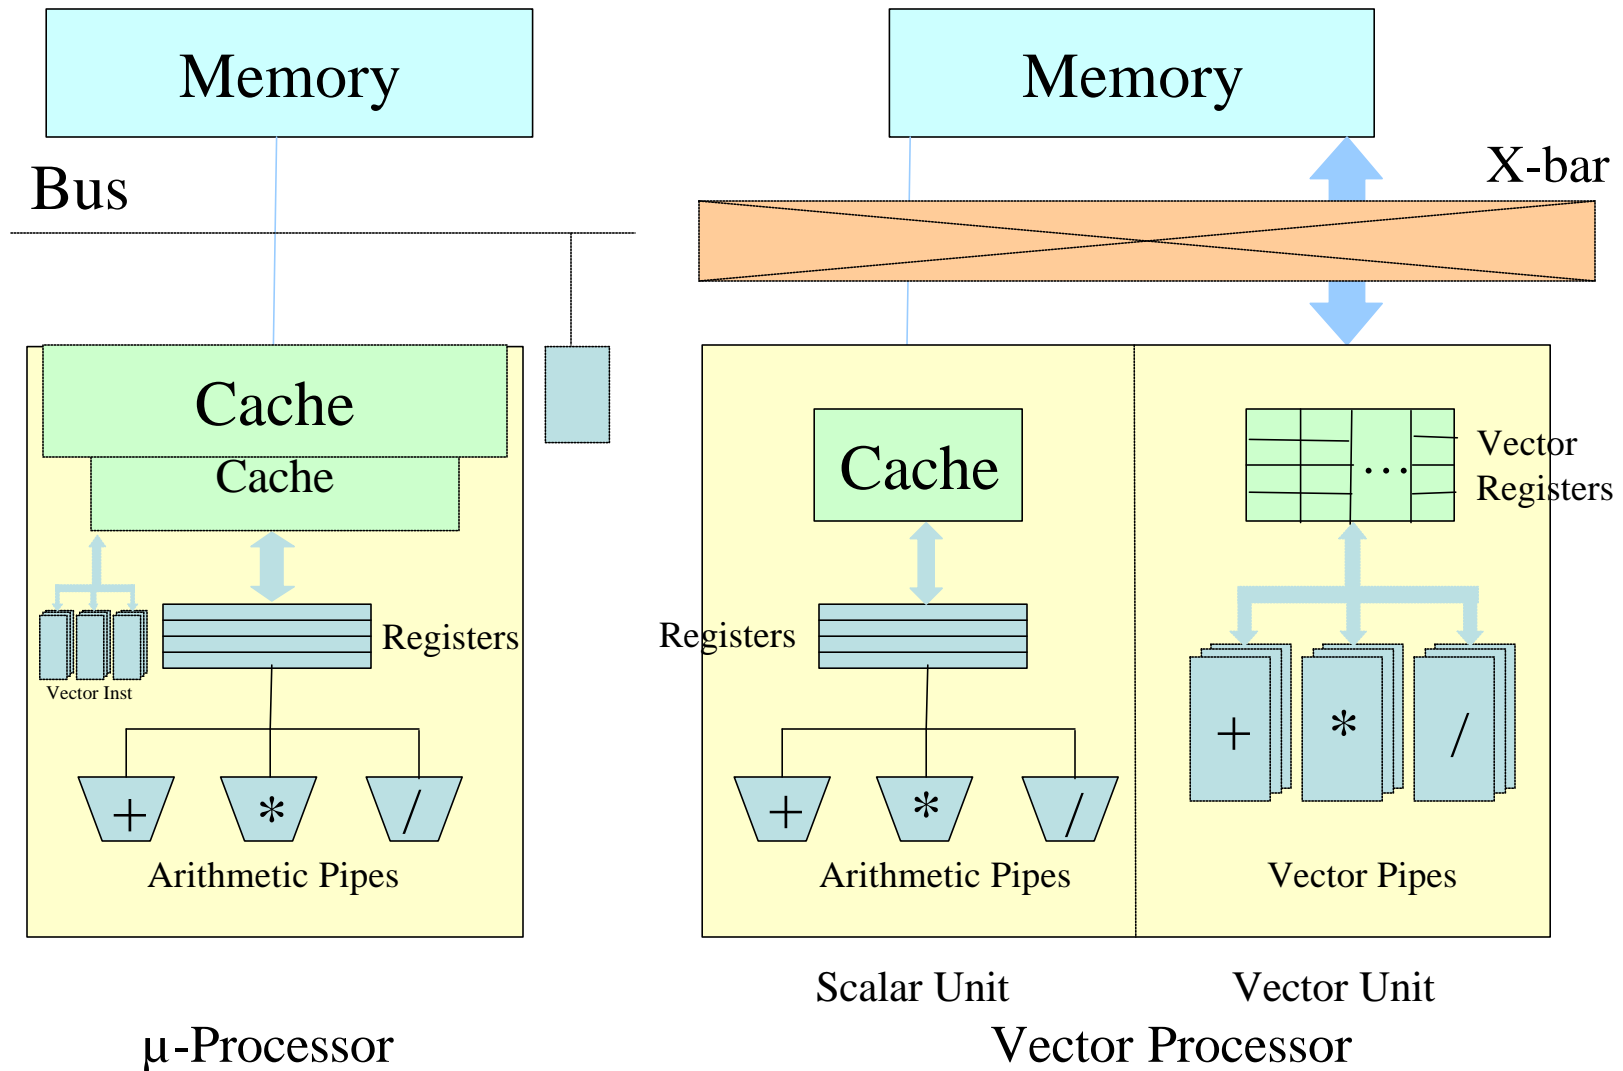 Memory
Bus
Cache
Cache
Registers
Vector Inst
+ * /
Arithmetic Pipes
µ-Processor
Memory
X-bar
Cache
Registers
+ * /
Arithmetic Pipes
Scalar Unit
...
Vector
Registers
+ * /
Vector Pipes
Vector Unit
Vector Processor